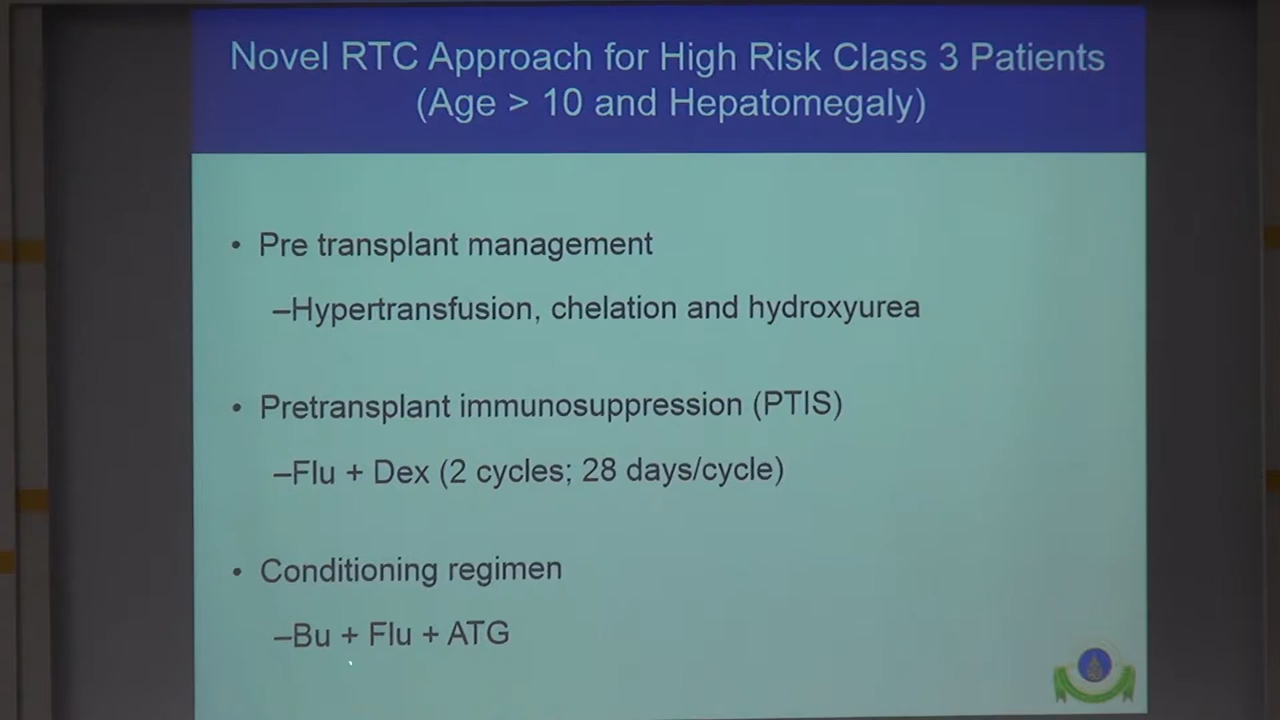 Novel RTC Approach for High Risk Class 3 Patients
(Age > 10 and Hepatomegaly)
• Pre transplant management
–Hypertransfusion, chelation and hydroxyurea
• Pretransplant immunosuppression (PTIS)
–Flu + Dex (2 cycles; 28 days/cycle)
• Conditioning regimen
–Bu + Flu + ATG